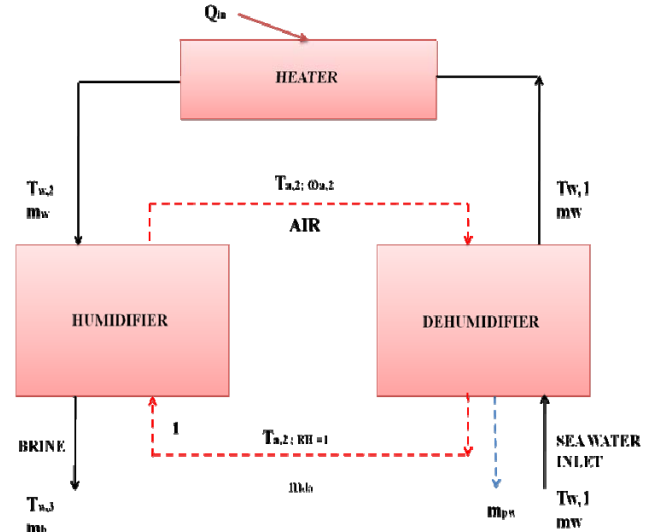 Qin
HEATER
Tw,2
mw
Ta,2; ωa,2
AIR
Tw, 1
mw
HUMIDIFIER
DEHUMIDIFIER
1
Ta,2; RH =1
BRINE
SEA WATER
INLET
mda
Tw,3
mb
mpw
Tw, 1
mw